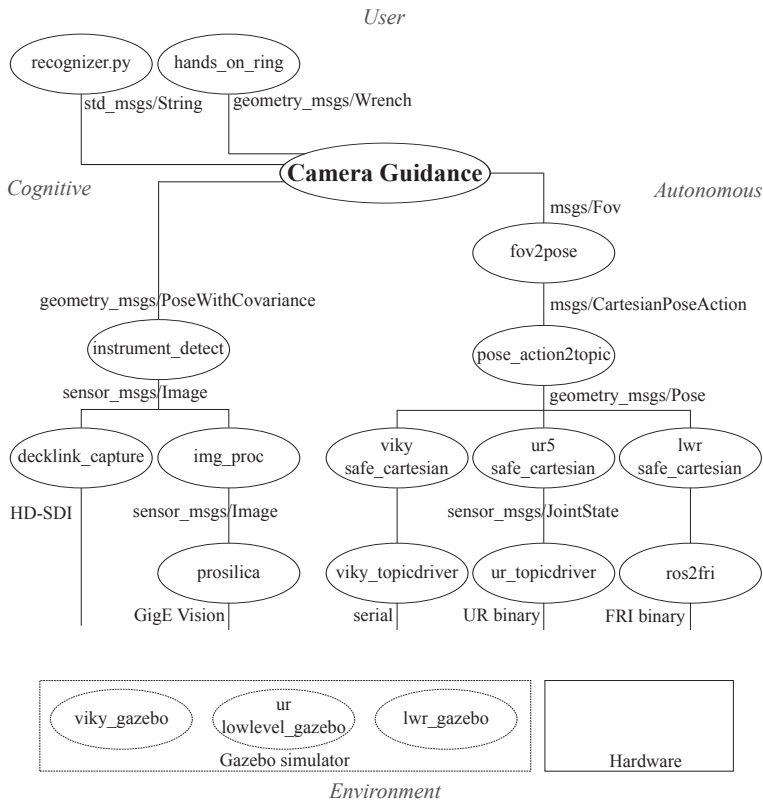 User
recognizer.py
hands_on_ring
std_msgs/String
geometry_msgs/Wrench
Camera Guidance
Cognitive
Autonomous
msgs/Fov
fov2pose
geometry_msgs/PoseWithCovariance
msgs/CartesianPoseAction
instrument_detect
pose_action2topic
sensor_msgs/Image
geometry_msgs/Pose
decklink_capture
img_proc
viky
safe_cartesian
ur5
safe_cartesian
lwr
safe_cartesian
HD-SDI
sensor_msgs/Image
sensor_msgs/JointState
prosilica
viky_topicdriver
ur_topicdriver
ros2fri
GigE Vision
serial
UR binary
FRI binary
viky_gazebo
ur
lowlevel_gazebo
lwr_gazebo
Gazebo simulator
Hardware
Environment